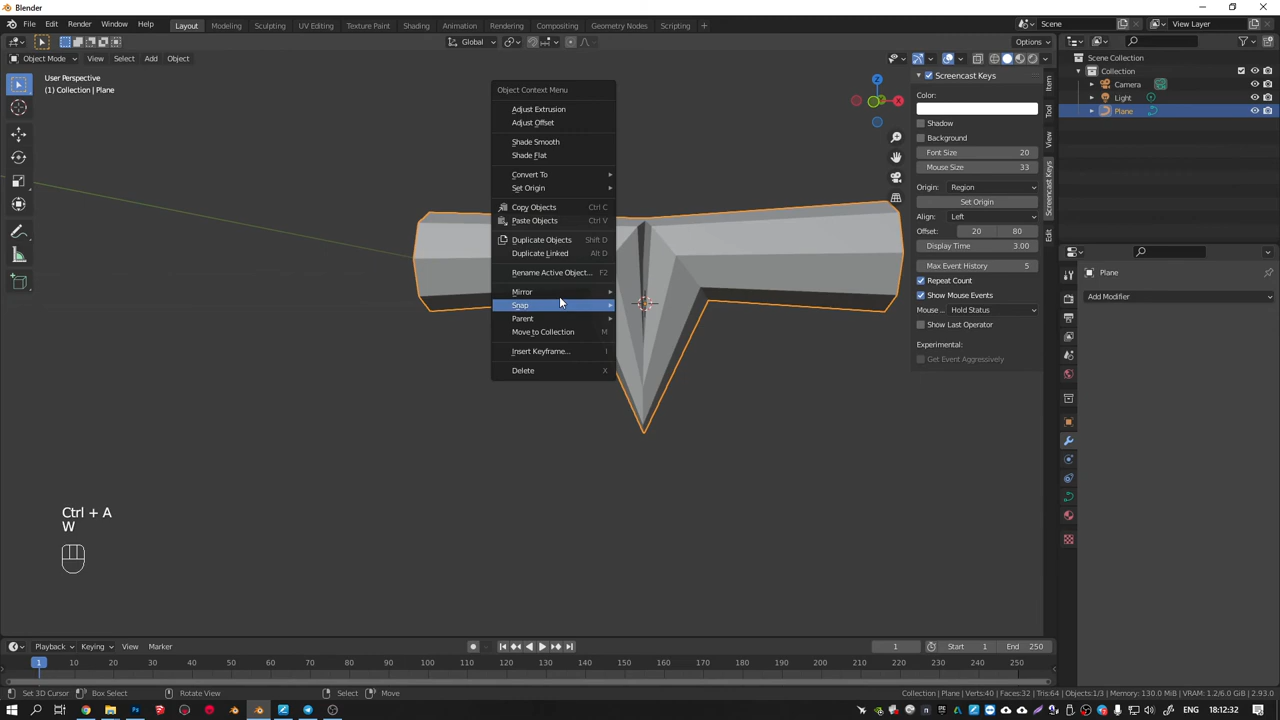 Blender
File Edit Render Window Help Layout Modeling Sculpting UV Editing Texture Paint Shading Animation Rendering Compositing Geometry Nodes Scripting + Scene View Layer
Global Options
Object Mode View Select Add Object
User Perspective
(1) Collection | Plane
Object Context Menu
Adjust Extrusion
Adjust Offset
Shade Smooth
Shade Flat
Convert To
Set Origin
Copy Objects Ctrl C
Paste Objects Ctrl V
Duplicate Objects Shift D
Duplicate Linked Alt D
Rename Active Object... F2
Mirror
Snap
Parent
Move to Collection M
Insert Keyframe... I
Delete X
Z
X
Screencast Keys
Color:
Shadow
Background
Font Size 20
Mouse Size 33
Origin: Region
Set Origin
Align: Left
Offset: 20 80
Display Time 3.00
Max Event History 5
Repeat Count
Show Mouse Events
Mouse ... Hold Status
Show Last Operator
Experimental:
Get Event Aggressively
Item
Tool
View
Screencast Keys
Edit
Scene Collection
Collection
Camera
Light
Plane
Plane
Add Modifier
Ctrl + A
W
Playback Keying View Marker 1 Start 1 End 250
1 10 20 30 40 50 60 70 80 90 100 110 120 130 140 150 160 170 180 190 200 210 220 230 240 250
Set 3D Cursor Box Select Rotate View Select Move Collection | Plane | Verts:40 | Faces:32 | Tris:64 | Objects:1/3 | Memory: 130.0 MiB | VRAM: 1.2/6.0 GiB | 2.93.0
ENG 18:12:32